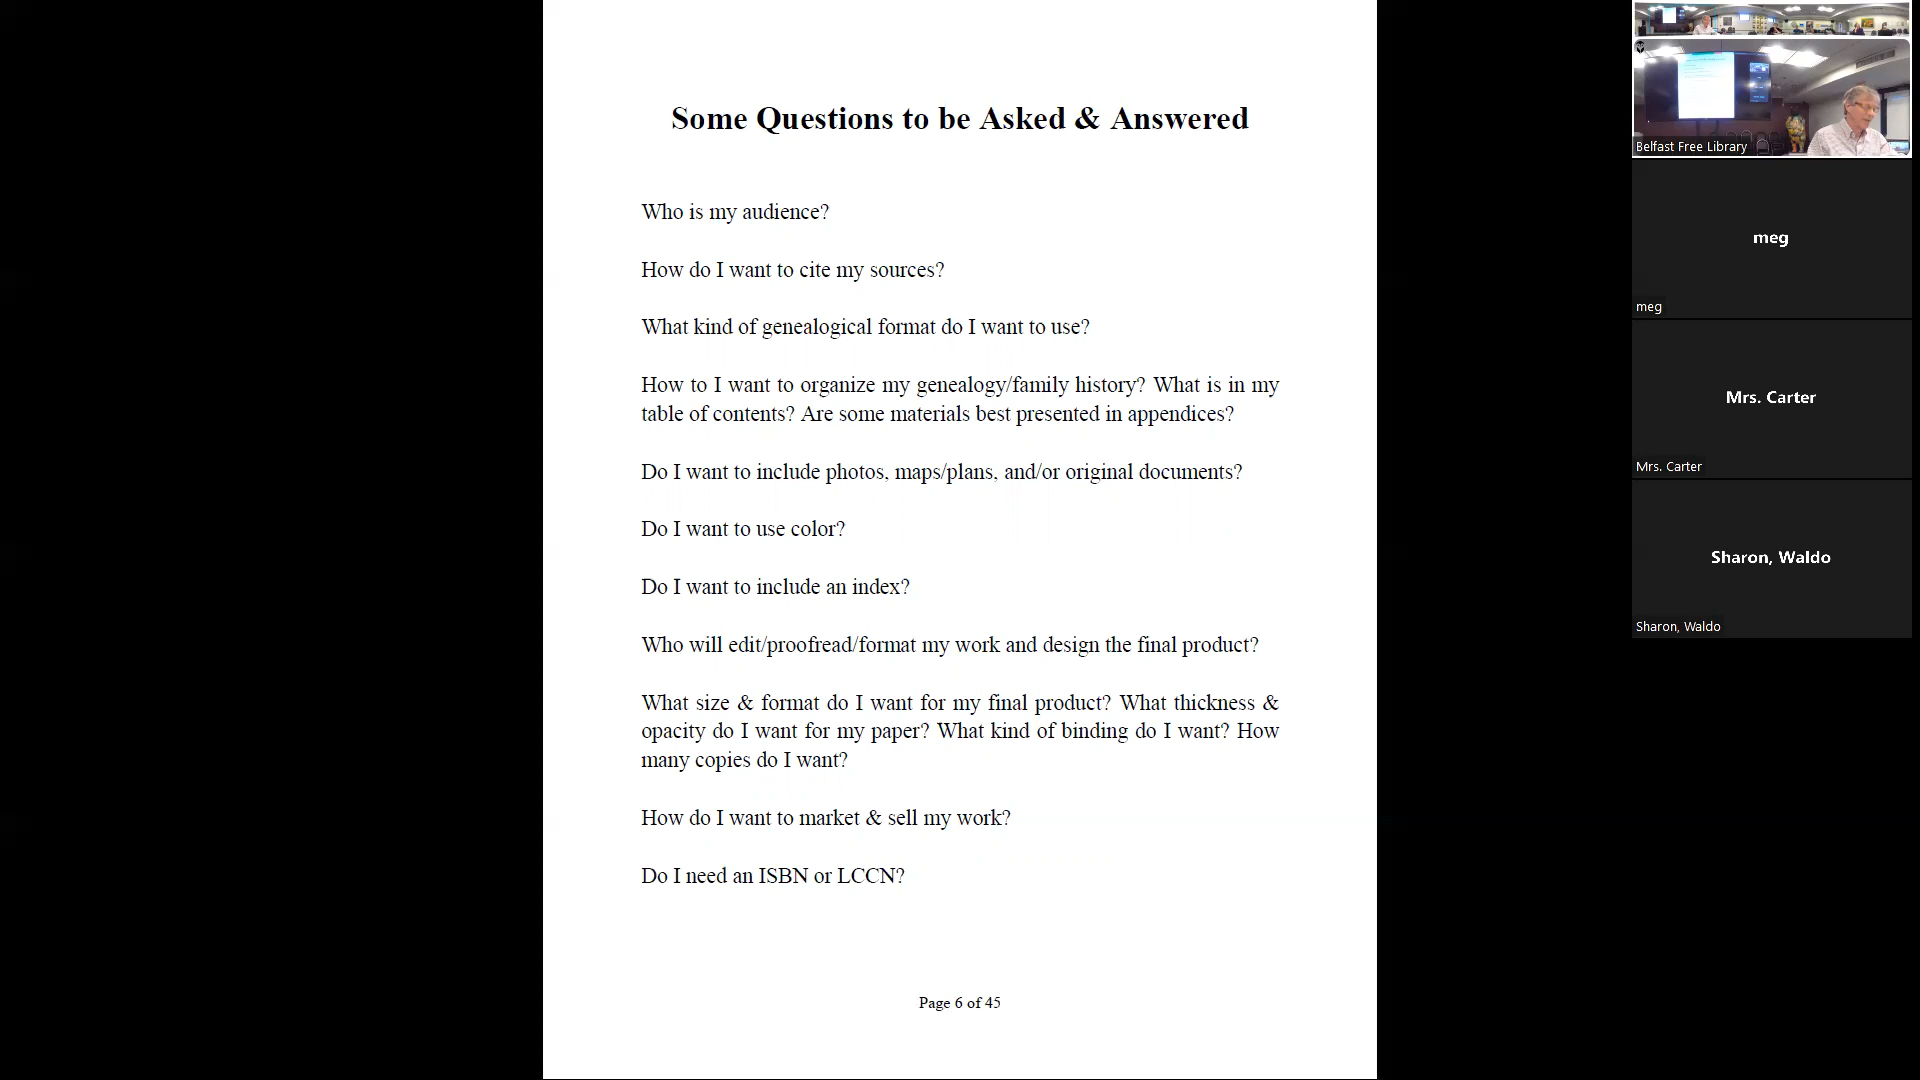 Some Questions to be Asked & Answered
Who is my audience?
How do I want to cite my sources?
What kind of genealogical format do I want to use?
How to I want to organize my genealogy/family history? What is in my
table of contents? Are some materials best presented in appendices?
Do I want to include photos, maps/plans, and/or original documents?
Do I want to use color?
Do I want to include an index?
Who will edit/proofread/format my work and design the final product?
What size & format do I want for my final product? What thickness &
opacity do I want for my paper? What kind of binding do I want? How
many copies do I want?
How do I want to market & sell my work?
Do I need an ISBN or LCCN?
Page 6 of 45
Belfast Free Library
meg
meg
Mrs. Carter
Mrs. Carter
Sharon, Waldo
Sharon, Waldo